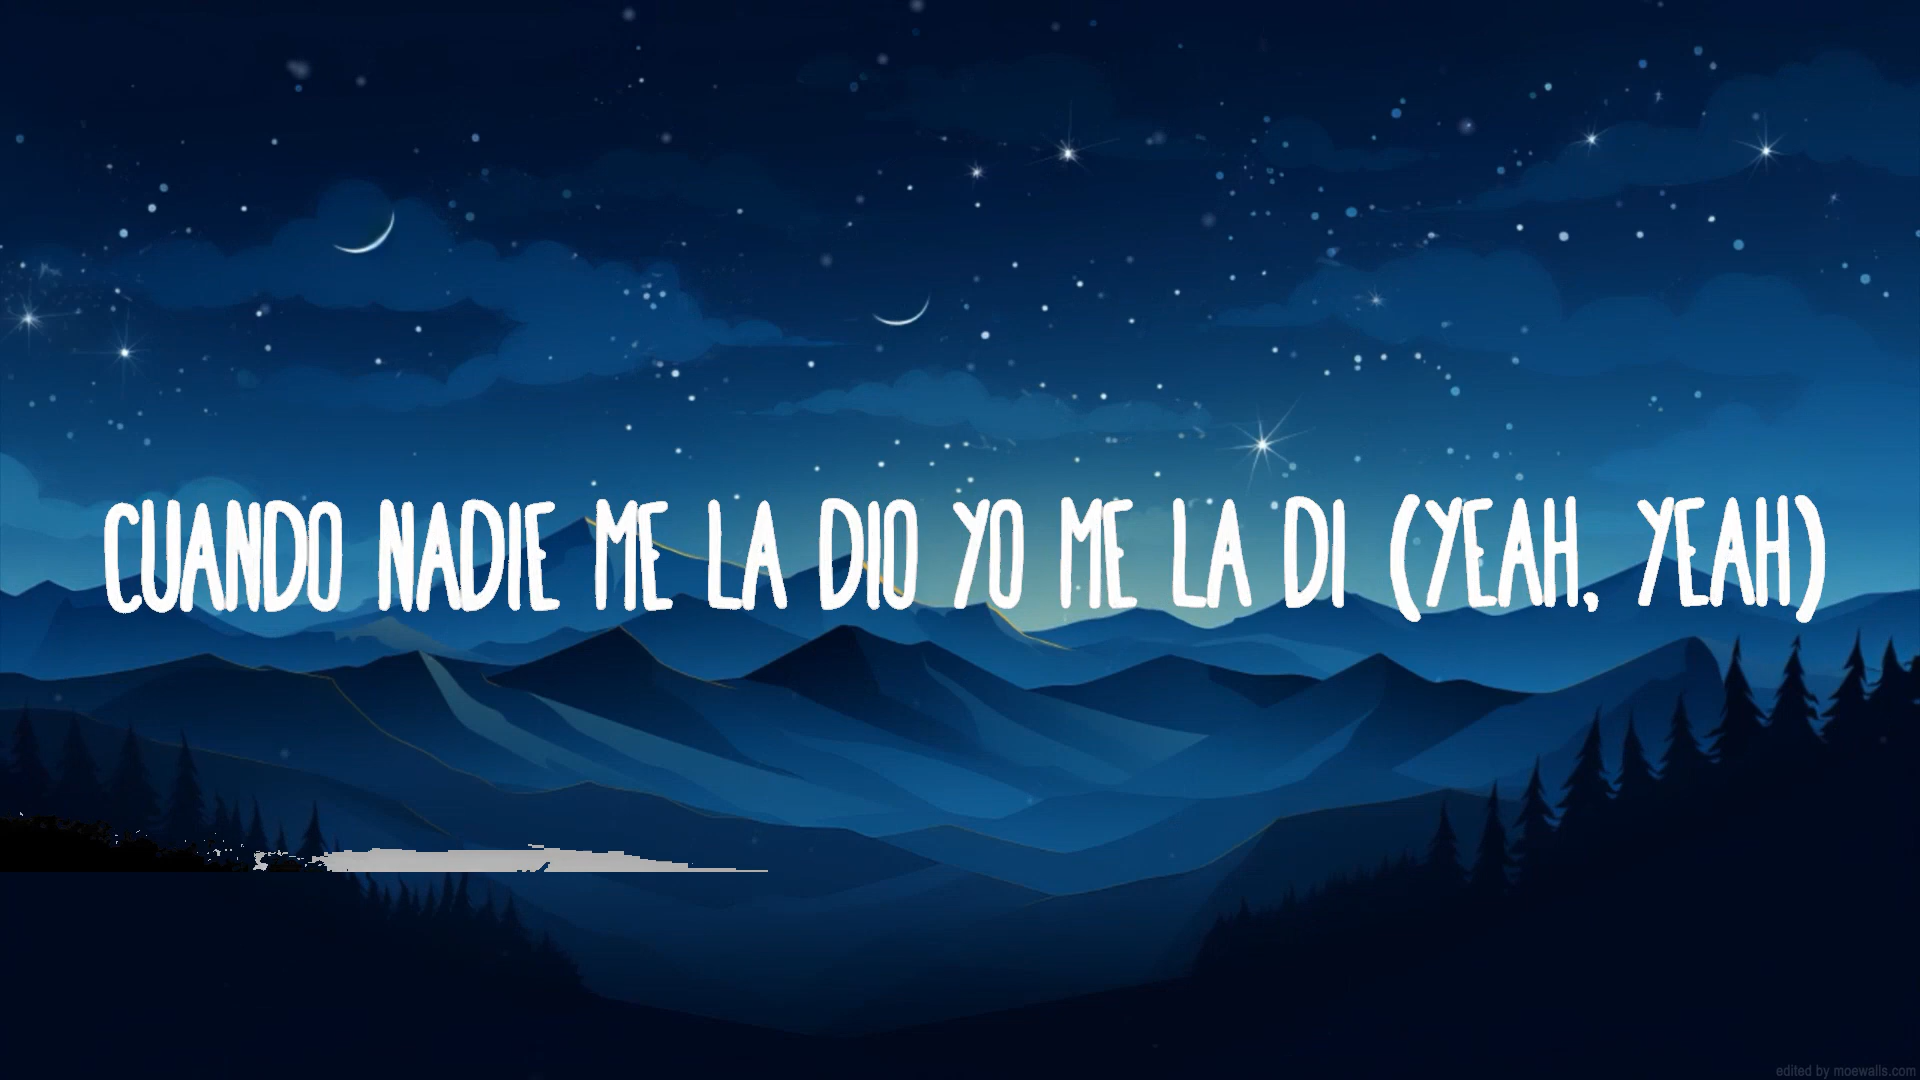 CUANDO NADIE ME LA DIO YO ME LA DI (YEAH, YEAH)
edited by moewalls.com